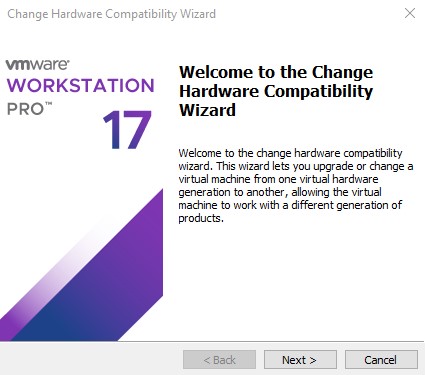 Change Hardware Compatibility Wizard
vmware®
WORKSTATION
PRO™
17
Welcome to the Change
Hardware Compatibility
Wizard
Welcome to the change hardware compatibility
wizard. This wizard lets you upgrade or change a
virtual machine from one virtual hardware
generation to another, allowing the virtual
machine to work with a different generation of
products.
< Back
Next >
Cancel